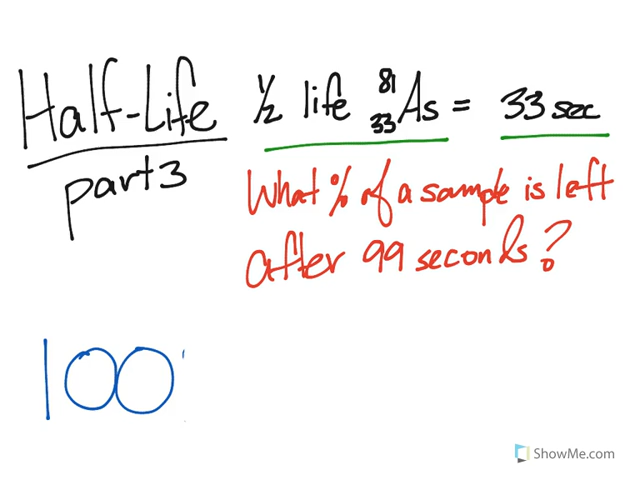 Half-Life
part 3
½ life ⁸¹₃₃As = 33 sec
What % of a sample is left
after 99 seconds?
100
ShowMe.com